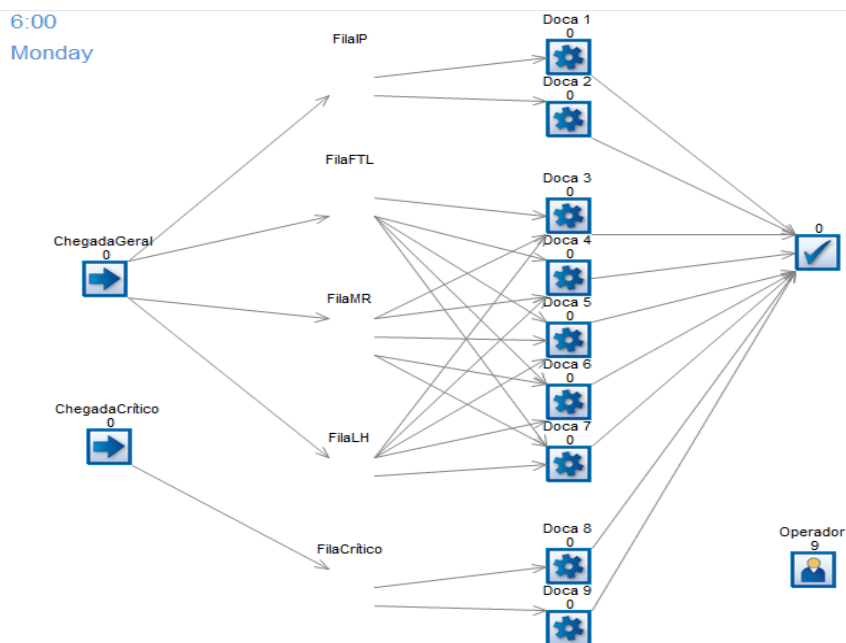 6:00
Monday
FilaIP
Doca 1
0
Doca 2
0
FilaFTL
Doca 3
0
ChegadaGeral
0
0
Doca 4
0
FilaMR
Doca 5
0
Doca 6
0
ChegadaCrítico
0
FilaLH
Doca 7
0
FilaCrítico
Doca 8
0
Operador
9
Doca 9
0